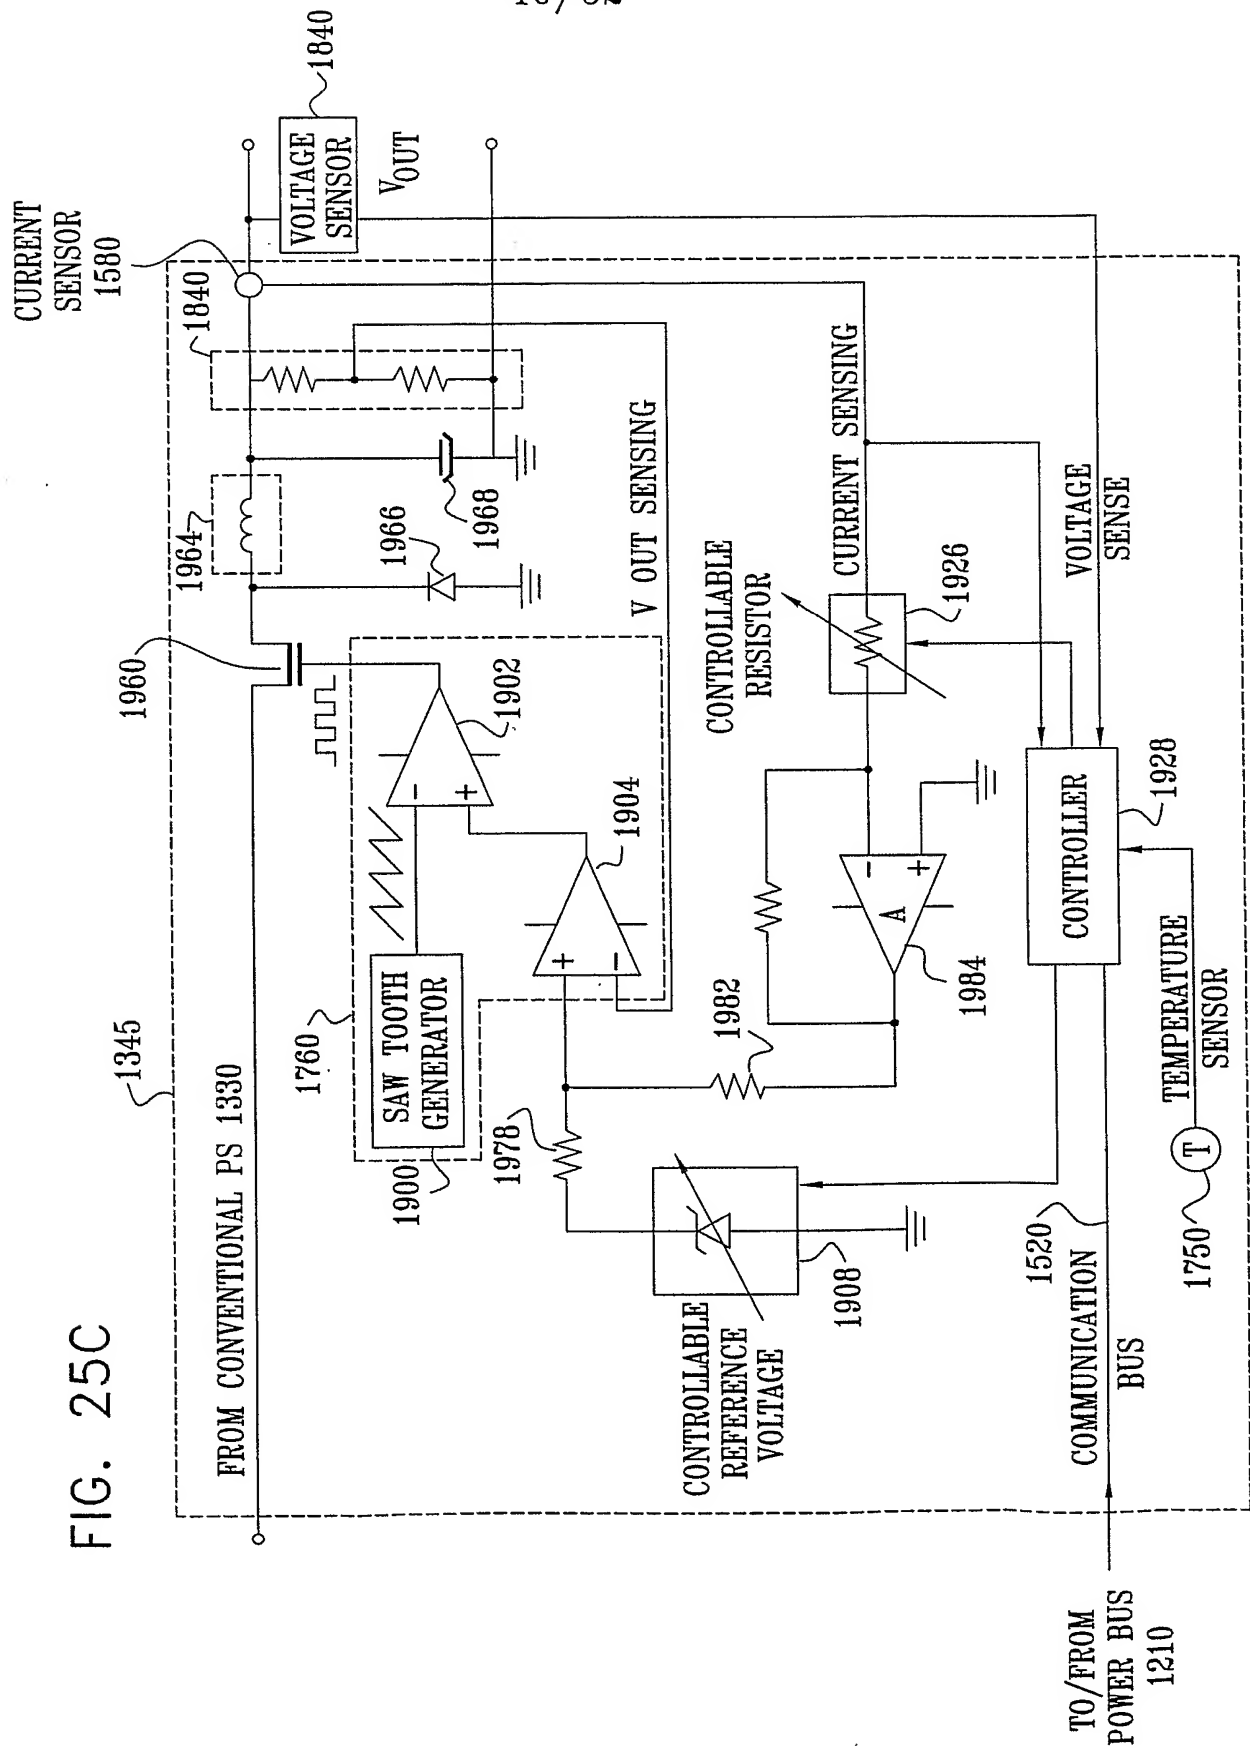 FIG. 25C
1345
FROM CONVENTIONAL PS 1330
1960
1964
1840
CURRENT
SENSOR
1580
1840
VOLTAGE
SENSOR
VOUT
1966
1968
1760
SAW TOOTH
GENERATOR
1900
-
+
1902
+
-
1904
V OUT SENSING
1978
1982
CONTROLLABLE
REFERENCE
VOLTAGE
1908
-
+
A
1984
CONTROLLABLE
RESISTOR
1926
CURRENT SENSING
VOLTAGE
SENSE
CONTROLLER
1928
1520
COMMUNICATION
BUS
TO/FROM
POWER BUS
1210
T
1750
TEMPERATURE
SENSOR